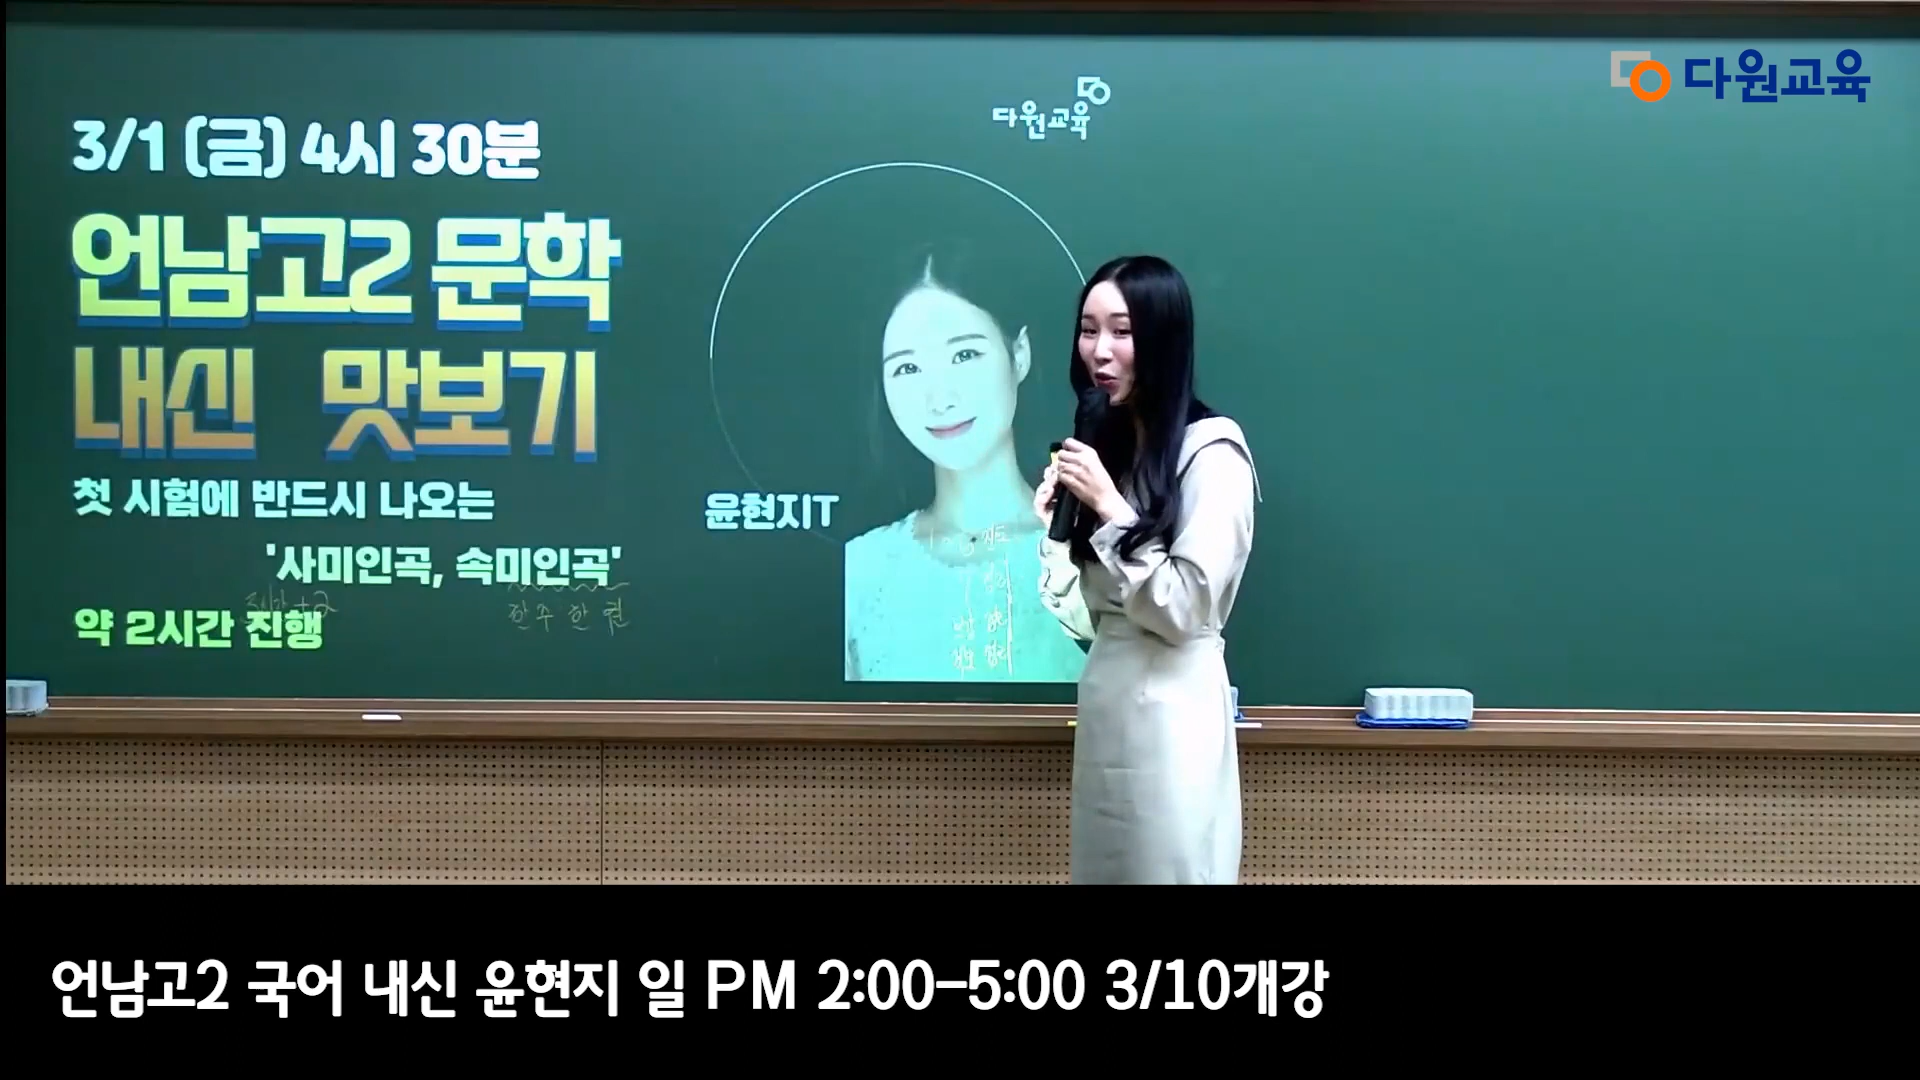 다원교육
다원교육
3/1 (금) 4시 30분
언남고2 문학
내신 맛보기
첫 시험에 반드시 나오는
'사미인곡, 속미인곡'
약 2시간 진행
한 주 한 권
윤현지T
언남고2 국어 내신 윤현지 일 PM 2:00-5:00 3/10개강